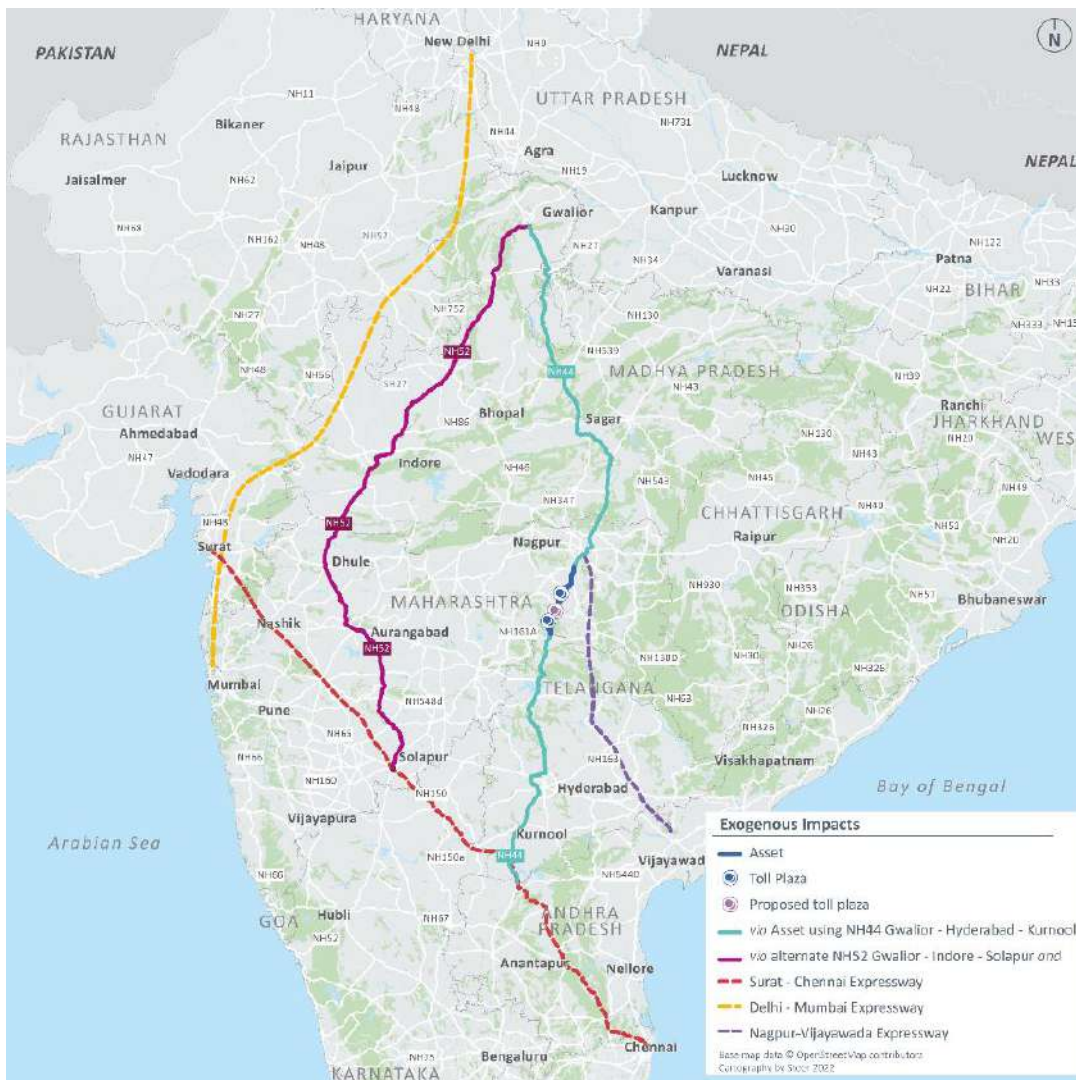 HARYANA
New Delhi
NH9
PAKISTAN
NEPAL
N
NH11
NH48
UTTAR PRADESH
Bikaner
NH44
NH731
RAJASTHAN
Agra
Jaipur
NH19
NEPAL
Jaisalmer
NH62
Lucknow
Gwalior
Kanpur
NH68
NH162
NH48
NH52
NH27
NH30
NH122
NH34
Patna
Varanasi
NH22
NH33
BIHAR
NH752
NH27
NH130
NH52
NH539
NH48
NH56
SH27
NH44
MADHYA PRADESH
NH39
NH43
GUJARAT
Bhopal
Sagar
Ranchi
Ahmedabad
NH86
JHARKHAND
NH47
NH130
NH43
NH20
WES
Indore
Vadodara
NH46
NH45
NH49
NH347
NH543
CHHATTISGARH
NH48
NH52
NH52
Nagpur
Raipur
NH20
Surat
Dhule
NH930
NH353
MAHARASHTRA
ODISHA
Bhubaneswar
Nashik
Aurangabad
NH52
NH26
NH30
NH326
Mumbai
TELANGANA
NH548d
NH63
Pune
NH65
NH26
NH326
Solapur
NH66
NH163
Visakhapatnam
NH150
Hyderabad
Bay of Bengal
Vijayapura
Kurnool
Arabian Sea
NH44
Vijayawad
NH66
GOA
Hubli
NH67
ANDHRA
PRADESH
NH52
Anantapur
Nellore
Bengaluru
Chennai
KARNATAKA
Exogenous Impacts
Asset
Toll Plaza
Proposed toll plaza
via Asset using NH44 Gwalior - Hyderabad - Kurnool
via alternate NH52 Gwalior - Indore - Solapur and
Surat - Chennai Expressway
Delhi - Mumbai Expressway
Nagpur-Vijayawada Expressway
Base map data © OpenStreetMap contributors
Cartography by Steer 2022